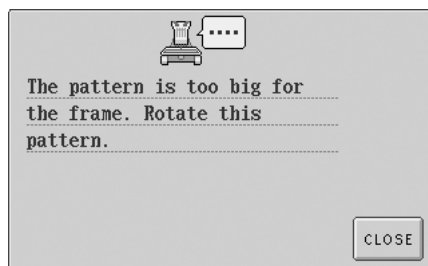 ....
The pattern is too big for
the frame. Rotate this
pattern.
CLOSE